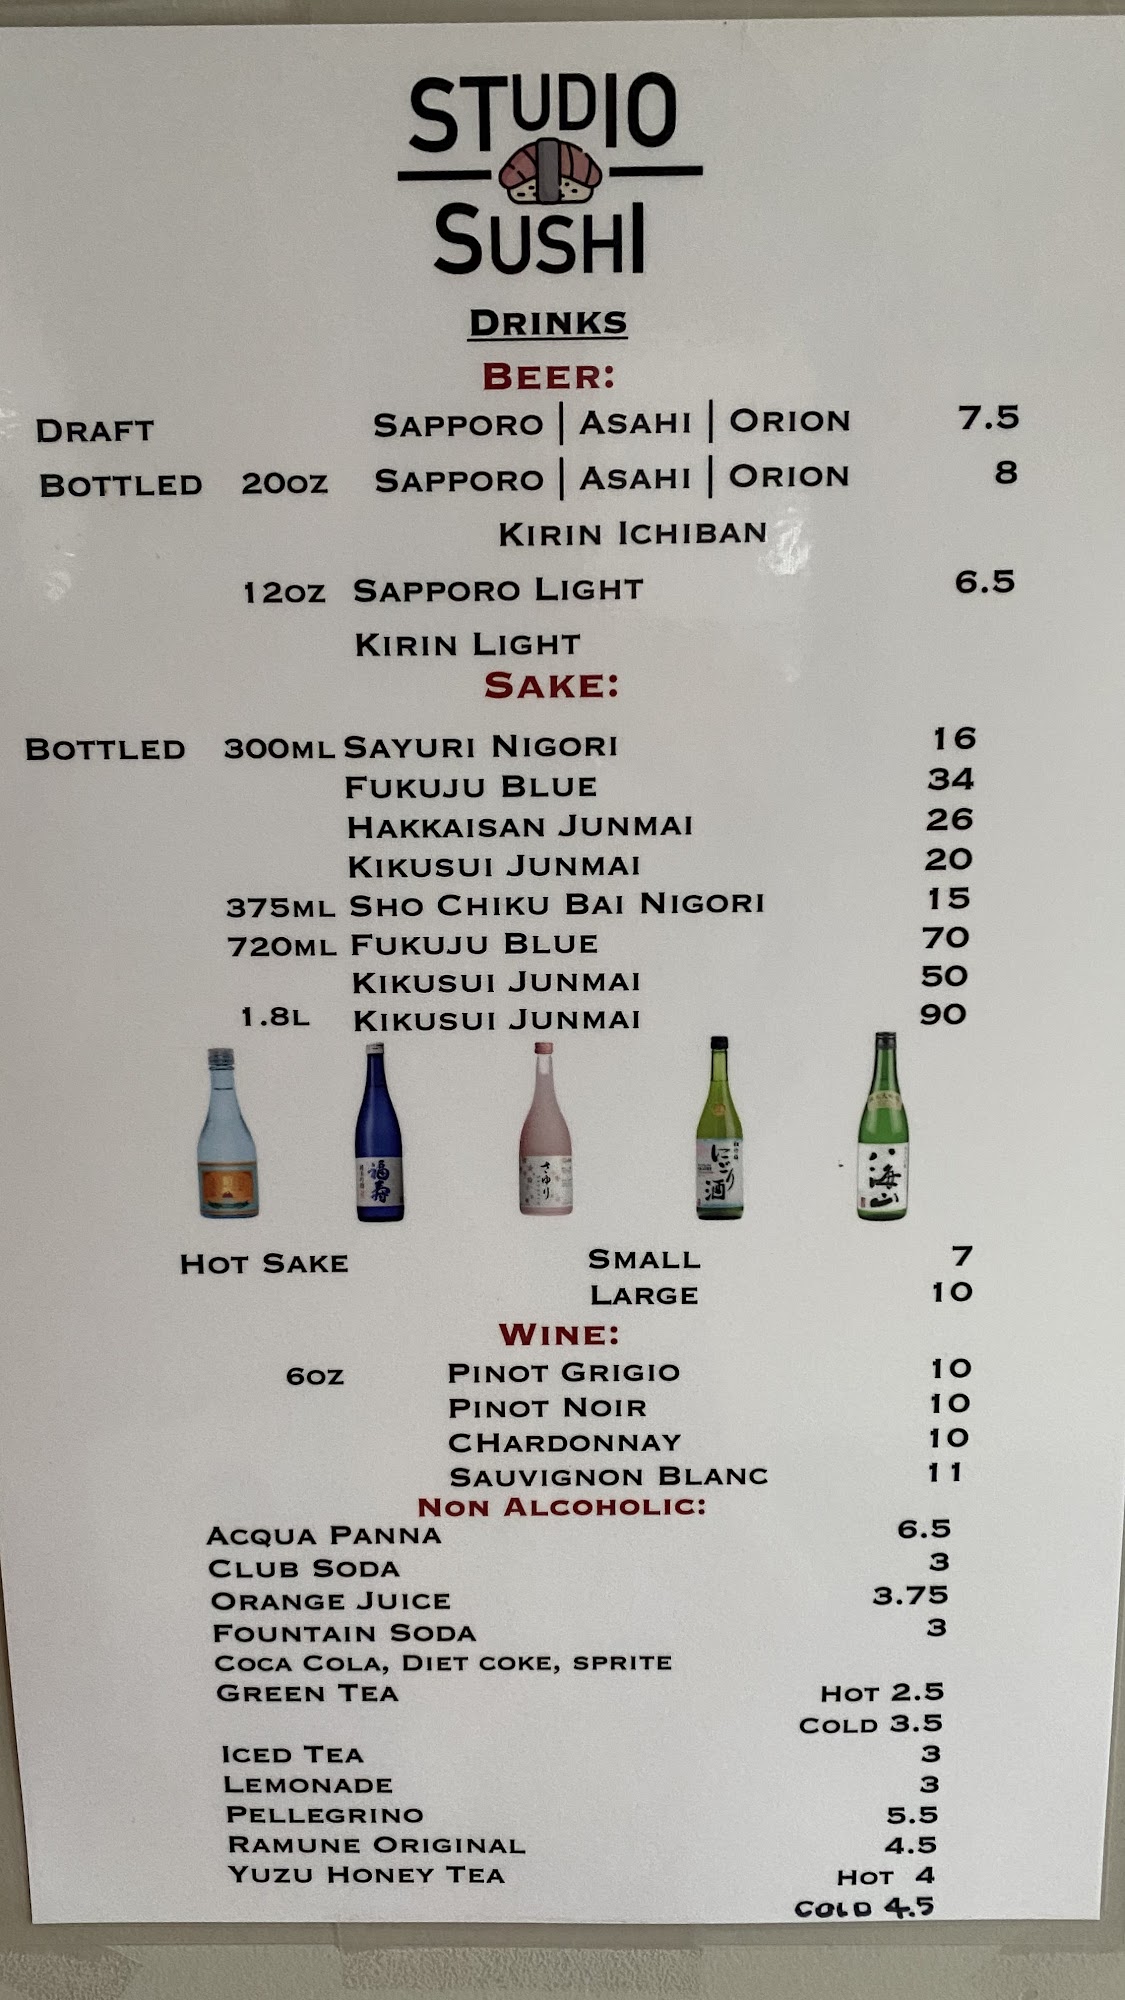 STUDIO
SUSHI
DRINKS
BEER:
DRAFT SAPPORO | ASAHI | ORION 7.5
BOTTLED 20OZ SAPPORO | ASAHI | ORION 8
KIRIN ICHIBAN
12OZ SAPPORO LIGHT 6.5
KIRIN LIGHT
SAKE:
BOTTLED 300ML SAYURI NIGORI 16
FUKUJU BLUE 34
HAKKAISAN JUNMAI 26
KIKUSUI JUNMAI 20
375ML SHO CHIKU BAI NIGORI 15
720ML FUKUJU BLUE 70
KIKUSUI JUNMAI 50
1.8L KIKUSUI JUNMAI 90
福寿
さゆり
にごり酒
八海山
HOT SAKE SMALL 7
LARGE 10
WINE:
6OZ PINOT GRIGIO 10
PINOT NOIR 10
CHARDONNAY 10
SAUVIGNON BLANC 11
NON ALCOHOLIC:
ACQUA PANNA 6.5
CLUB SODA 3
ORANGE JUICE 3.75
FOUNTAIN SODA 3
COCA COLA, DIET COKE, SPRITE
GREEN TEA HOT 2.5
COLD 3.5
ICED TEA 3
LEMONADE 3
PELLEGRINO 5.5
RAMUNE ORIGINAL 4.5
YUZU HONEY TEA HOT 4
COLD 4.5